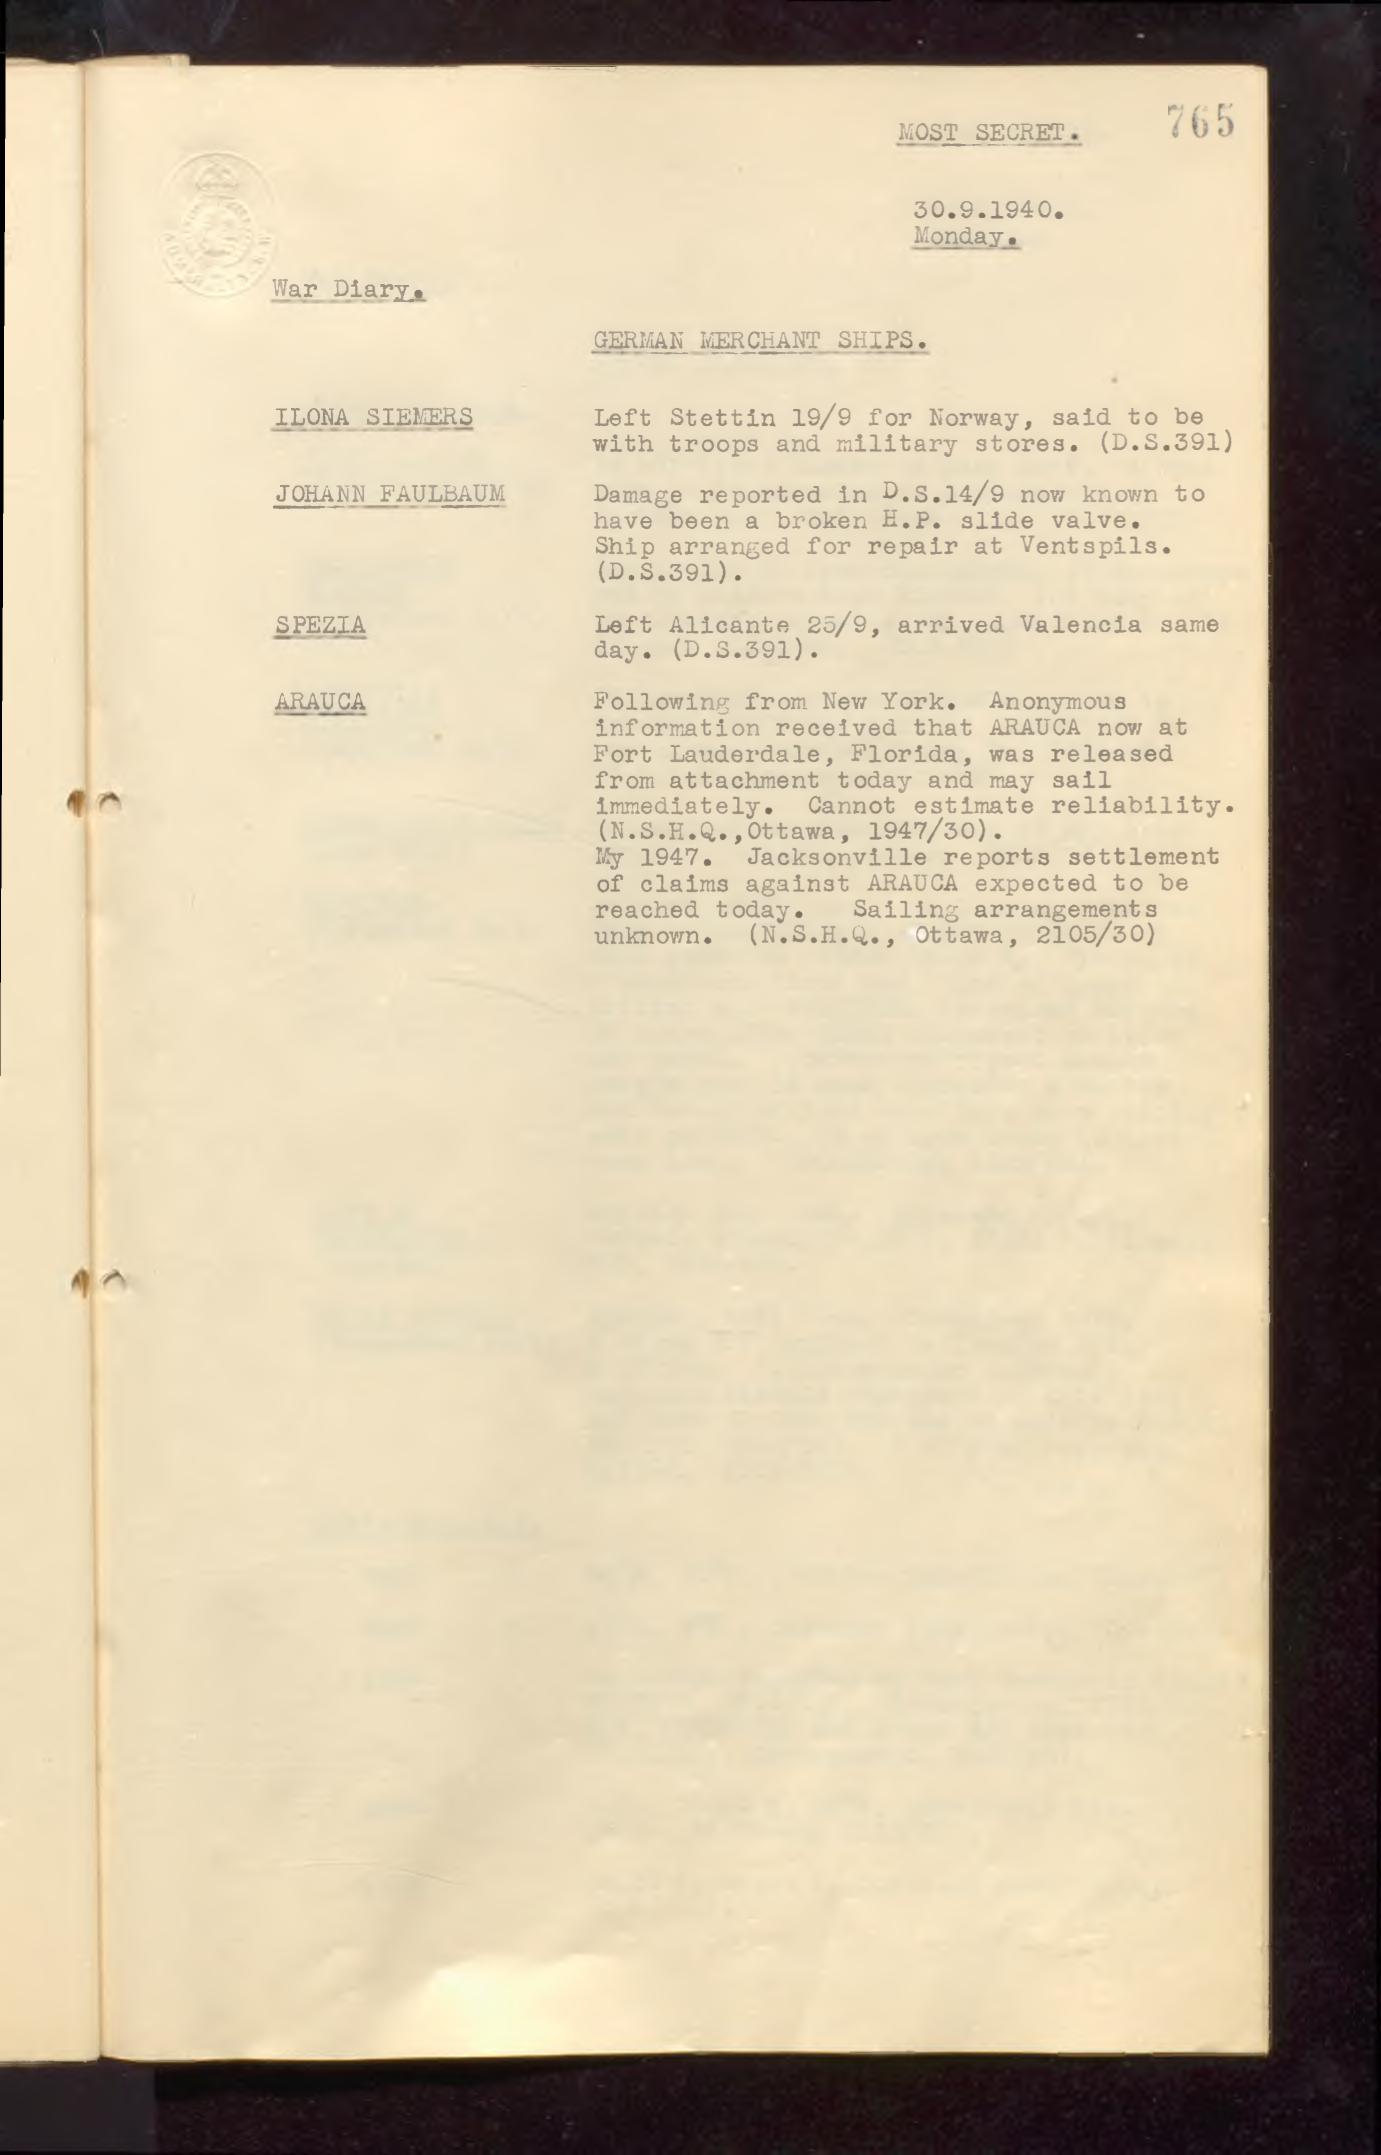 MOST SECRET. 765
30.9.1940.
Monday.
War Diary.
GERMAN MERCHANT SHIPS.
ILONA SIEMERS Left Stettin 19/9 for Norway, said to be
with troops and military stores. (D.S.391)
JOHANN FAULBAUM Damage reported in D.S.14/9 now known to
have been a broken H.P. slide valve.
Ship arranged for repair at Ventspils.
(D.S.391).
SPEZIA Left Alicante 25/9, arrived Valencia same
day. (D.S.391).
ARAUCA Following from New York. Anonymous
information received that ARAUCA now at
Fort Lauderdale, Florida, was released
from attachment today and may sail
immediately. Cannot estimate reliability.
(N.S.H.Q.,Ottawa, 1947/30).
My 1947. Jacksonville reports settlement
of claims against ARAUCA expected to be
reached today. Sailing arrangements
unknown. (N.S.H.Q., Ottawa, 2105/30)